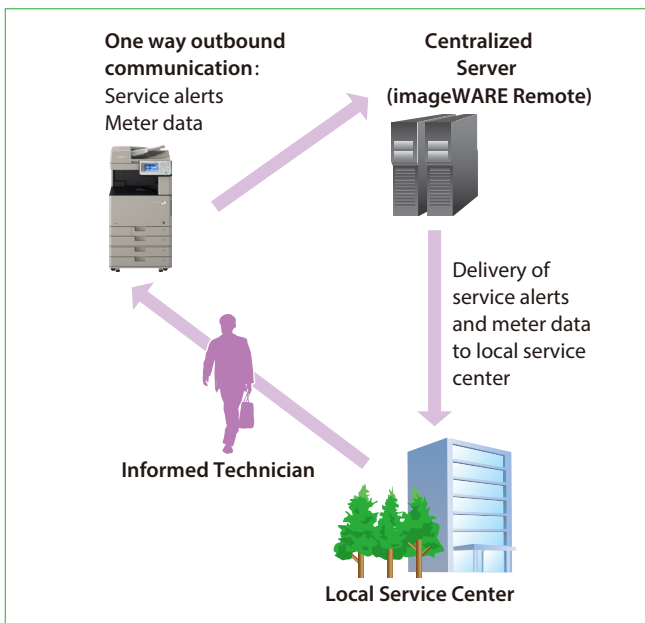 One way outbound
communication:
Service alerts
Meter data
Centralized
Server
(imageWARE Remote)
Delivery of
service alerts
and meter data
to local service
center
Informed Technician
Local Service Center